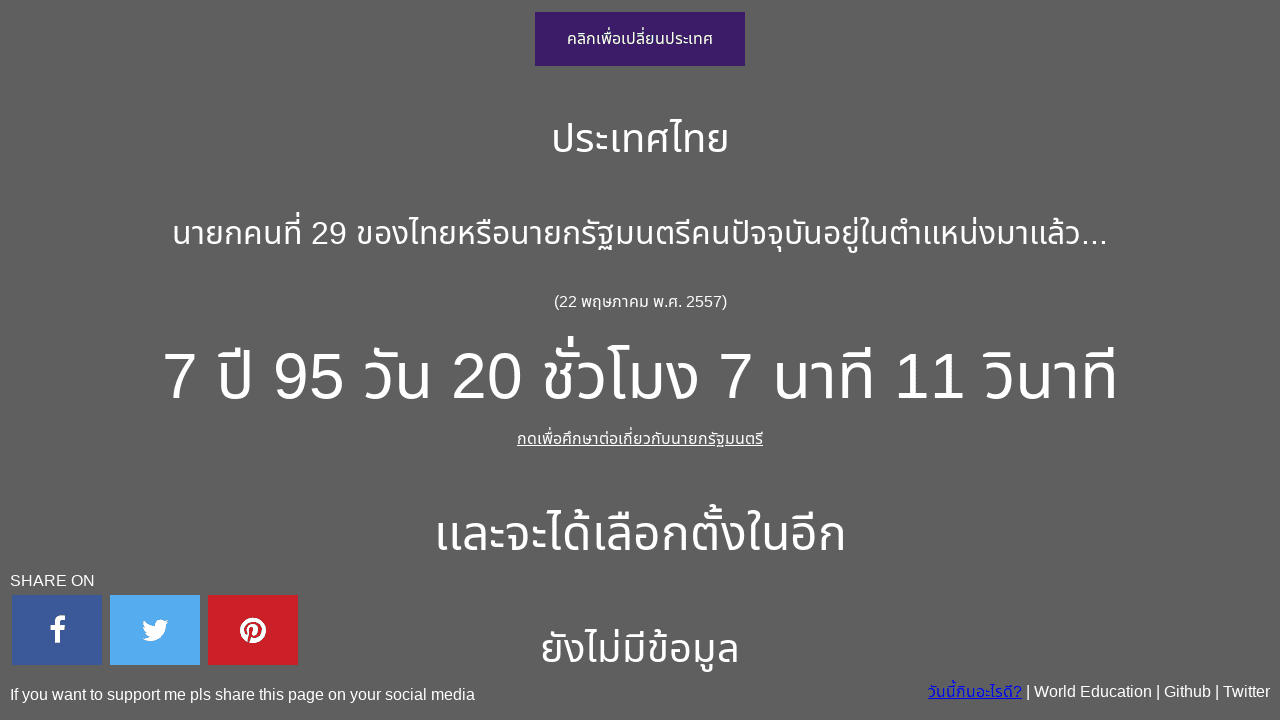 คลิกเพื่อเปลี่ยนประเทศ
ประเทศไทย
นายกคนที่ 29 ของไทยหรือนายกรัฐมนตรีคนปัจจุบันอยู่ในตำแหน่งมาแล้ว...
(22 พฤษภาคม พ.ศ. 2557)
7 ปี 95 วัน 20 ชั่วโมง 7 นาที 11 วินาที
กดเพื่อศึกษาต่อเกี่ยวกับนายกรัฐมนตรี
และจะได้เลือกตั้งในอีก
ยังไม่มีข้อมูล
SHARE ON
If you want to support me pls share this page on your social media
วันนี้กินอะไรดี? | World Education | Github | Twitter